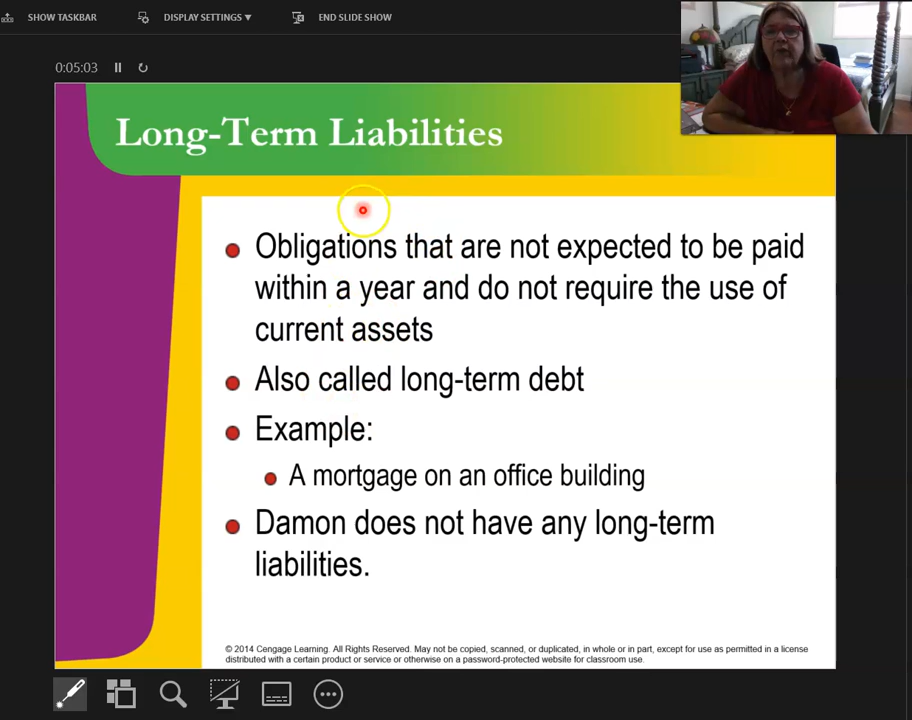 SHOW TASKBAR DISPLAY SETTINGS ▼ END SLIDE SHOW
0:05:03
Long-Term Liabilities
Obligations that are not expected to be paid
within a year and do not require the use of
current assets
Also called long-term debt
Example:
A mortgage on an office building
Damon does not have any long-term
liabilities.
© 2014 Cengage Learning. All Rights Reserved. May not be copied, scanned, or duplicated, in whole or in part, except for use as permitted in a license
distributed with a certain product or service or otherwise on a password-protected website for classroom use.